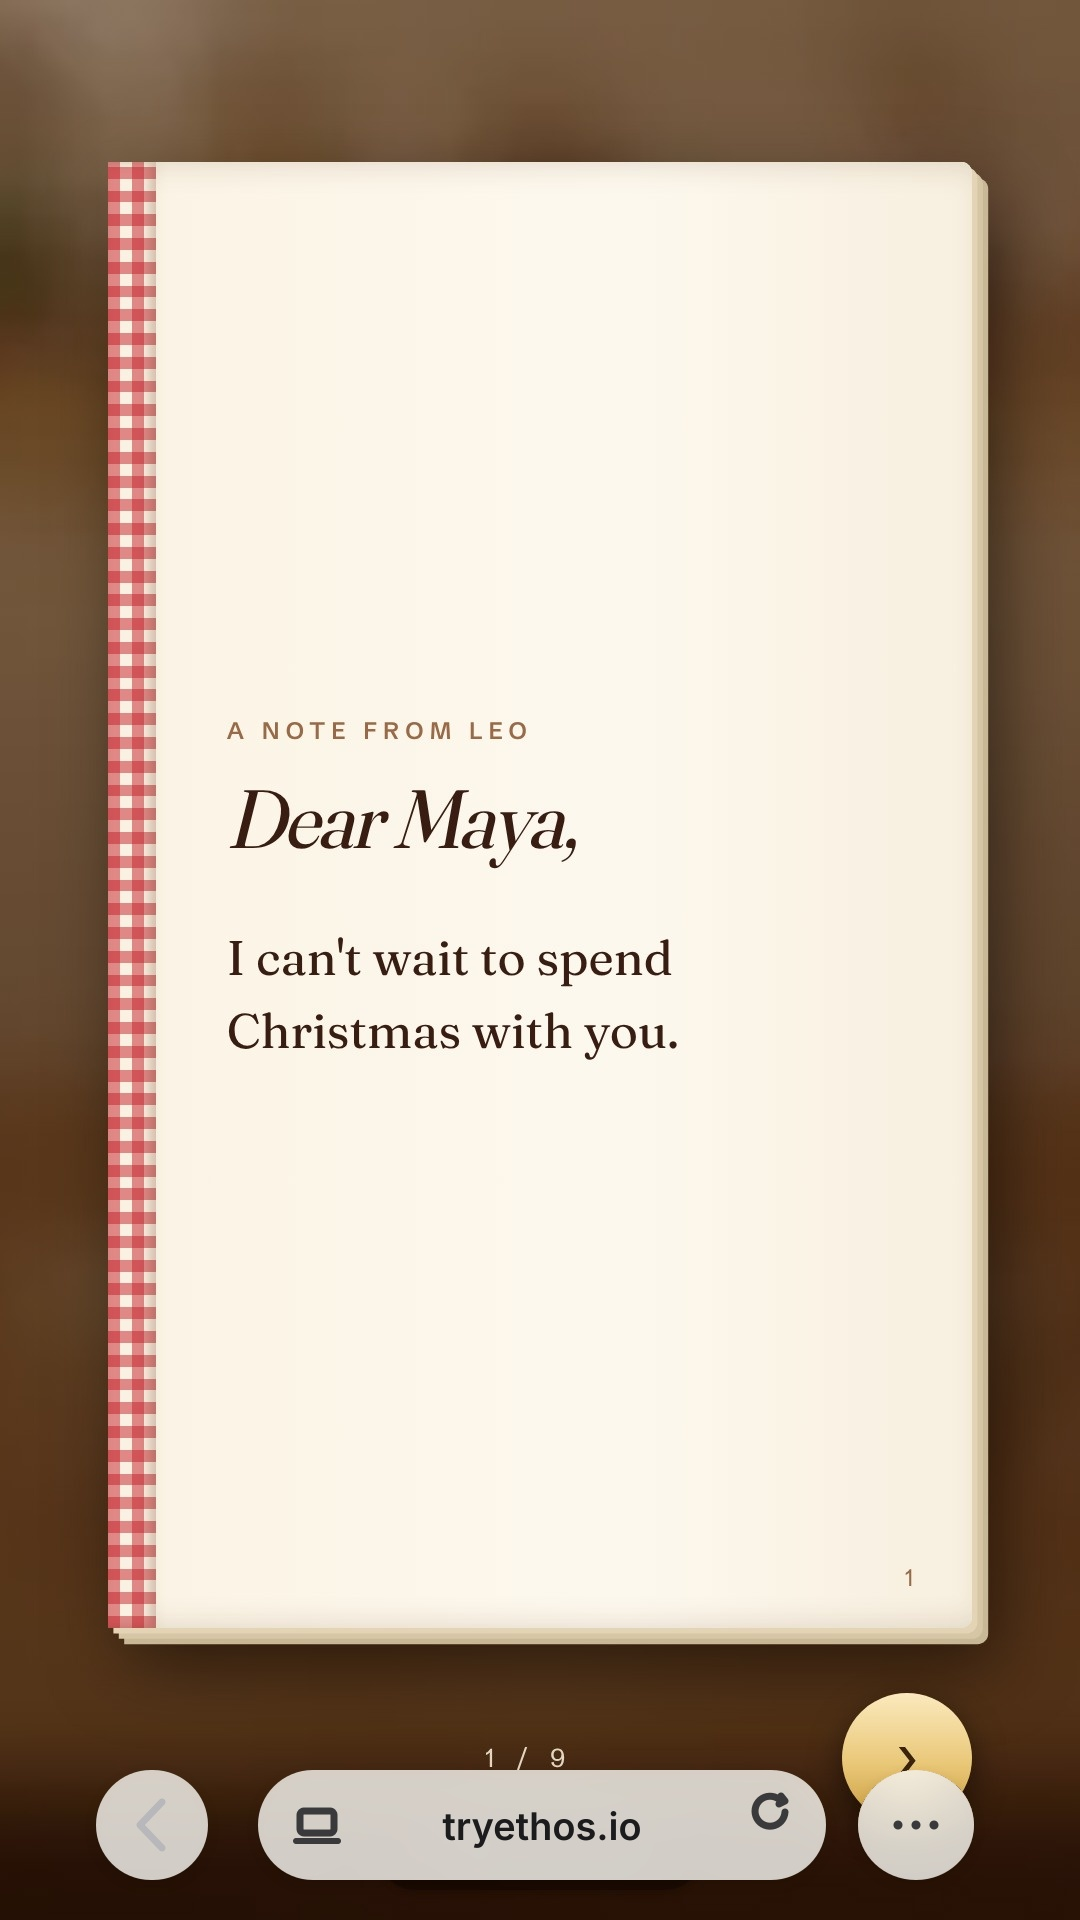 A NOTE FROM LEO
Dear Maya,
I can't wait to spend
Christmas with you.
1
1 / 9
tryethos.io